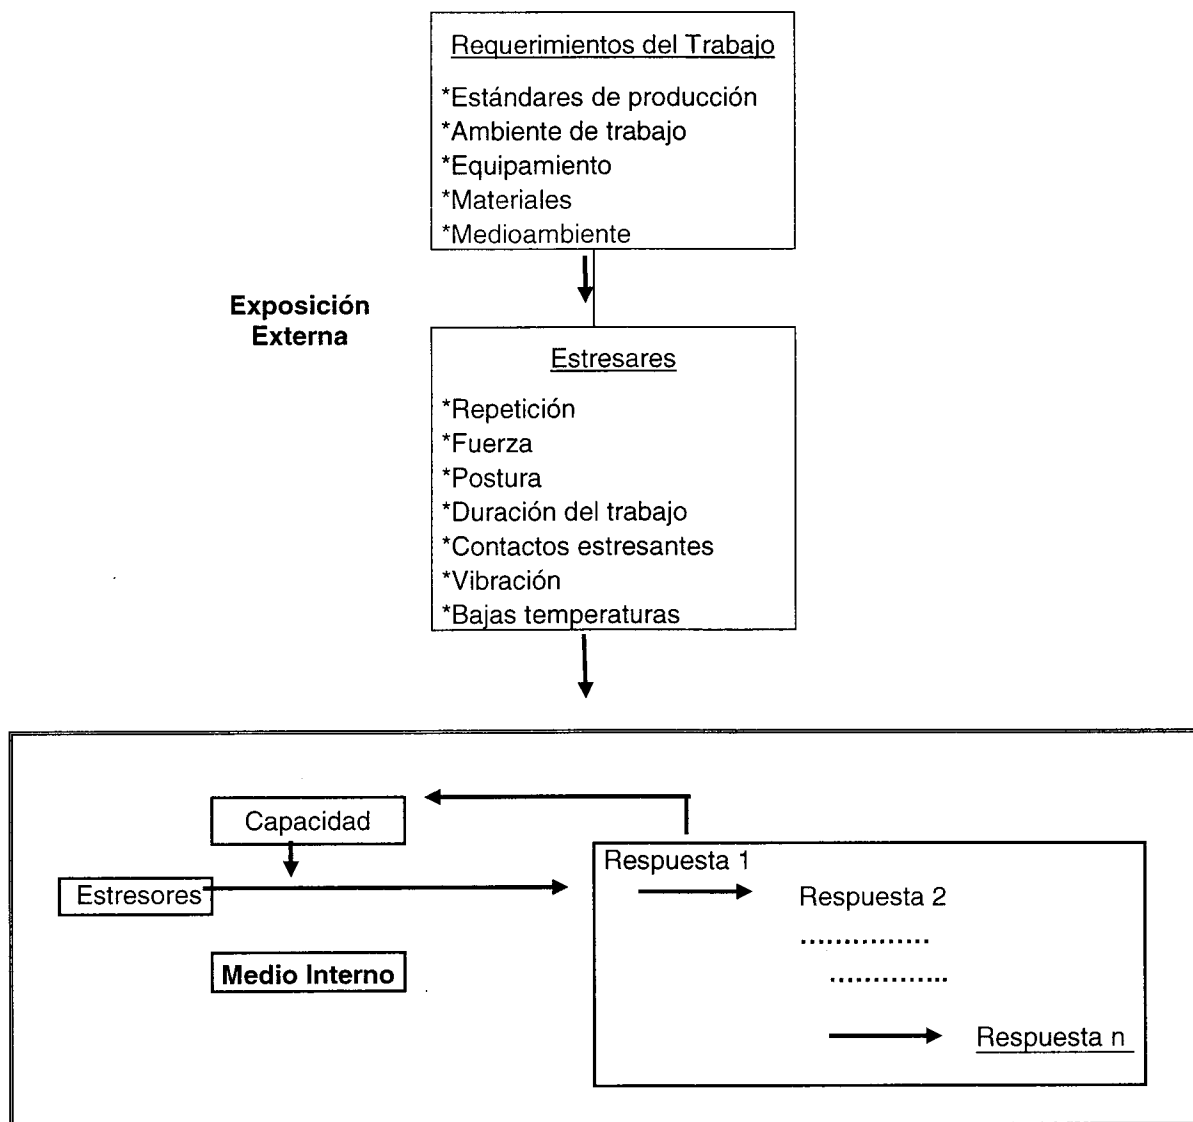 Requerimientos del Trabajo
*Estándares de producción
*Ambiente de trabajo
*Equipamiento
*Materiales
*Medioambiente
Exposición
Externa
Estresares
*Repetición
*Fuerza
*Postura
*Duración del trabajo
*Contactos estresantes
*Vibración
*Bajas temperaturas
Capacidad
Respuesta 1
Estresores
Respuesta 2
Medio Interno
Respuesta n